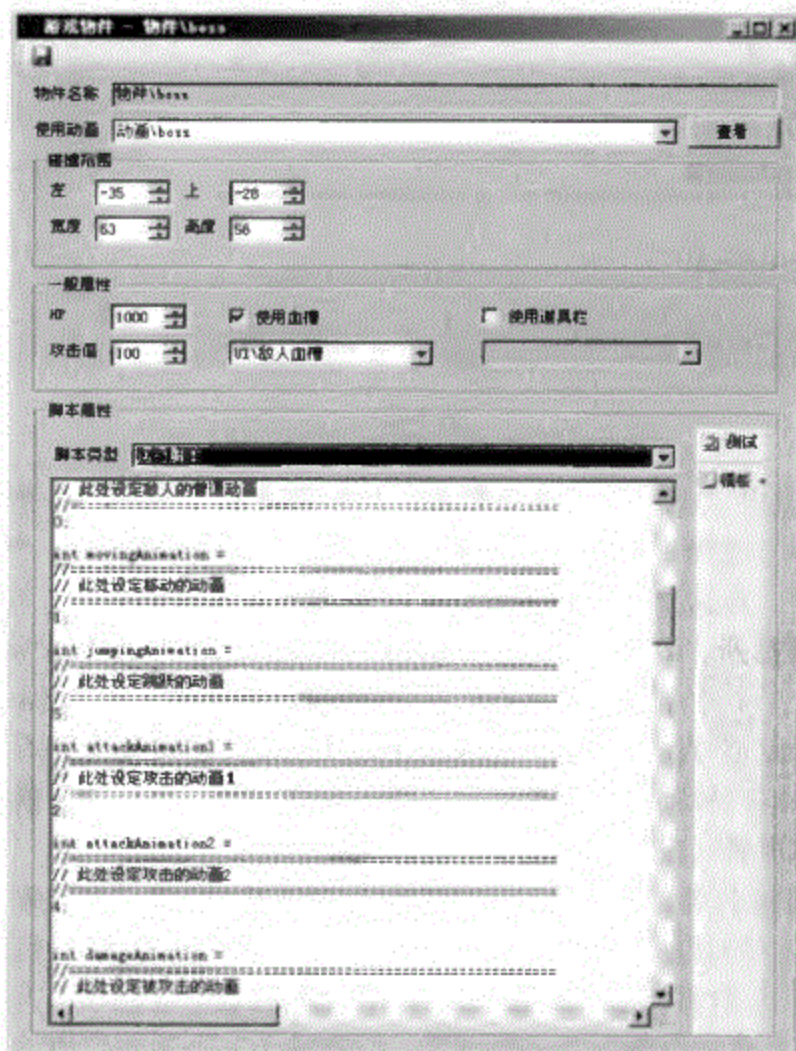 游戏物件 - 物件\boss
物件名称 物件\boss
使用动画 动画\boss 查看
碰撞范围
左 -35 上 -28
宽度 63 高度 56
一般属性
HP 1000 使用血槽 使用道具栏
攻击值 100 UI\敌人血槽
脚本属性
脚本类型
测试
模板
// 此处设定敌人的普通动画
//=================================================
0;
int movingAnimation =
//=================================================
// 此处设定移动的动画
//=================================================
1;
int jumpingAnimation =
//=================================================
// 此处设定跳跃的动画
//=================================================
5;
int attackAnimation1 =
//=================================================
// 此处设定攻击的动画1
//=================================================
2;
int attackAnimation2 =
//=================================================
// 此处设定攻击的动画2
//=================================================
4;
int damageAnimation =
//=================================================
// 此处设定被攻击的动画